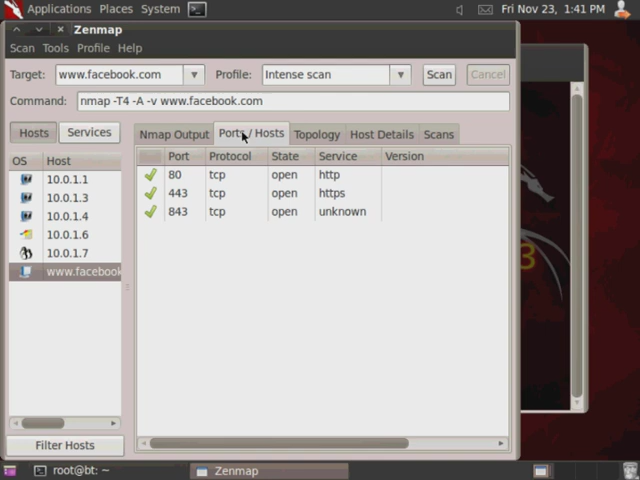 Applications Places System Fri Nov 23, 1:41 PM
Zenmap
Scan Tools Profile Help
Target: www.facebook.com Profile: Intense scan Scan Cancel
Command: nmap -T4 -A -v www.facebook.com
Hosts Services Nmap Output Ports / Hosts Topology Host Details Scans
OS Host Port Protocol State Service Version
10.0.1.1 80 tcp open http
10.0.1.3 443 tcp open https
10.0.1.4 843 tcp open unknown
10.0.1.6
10.0.1.7
www.facebook
3
Filter Hosts
root@bt: ~ Zenmap